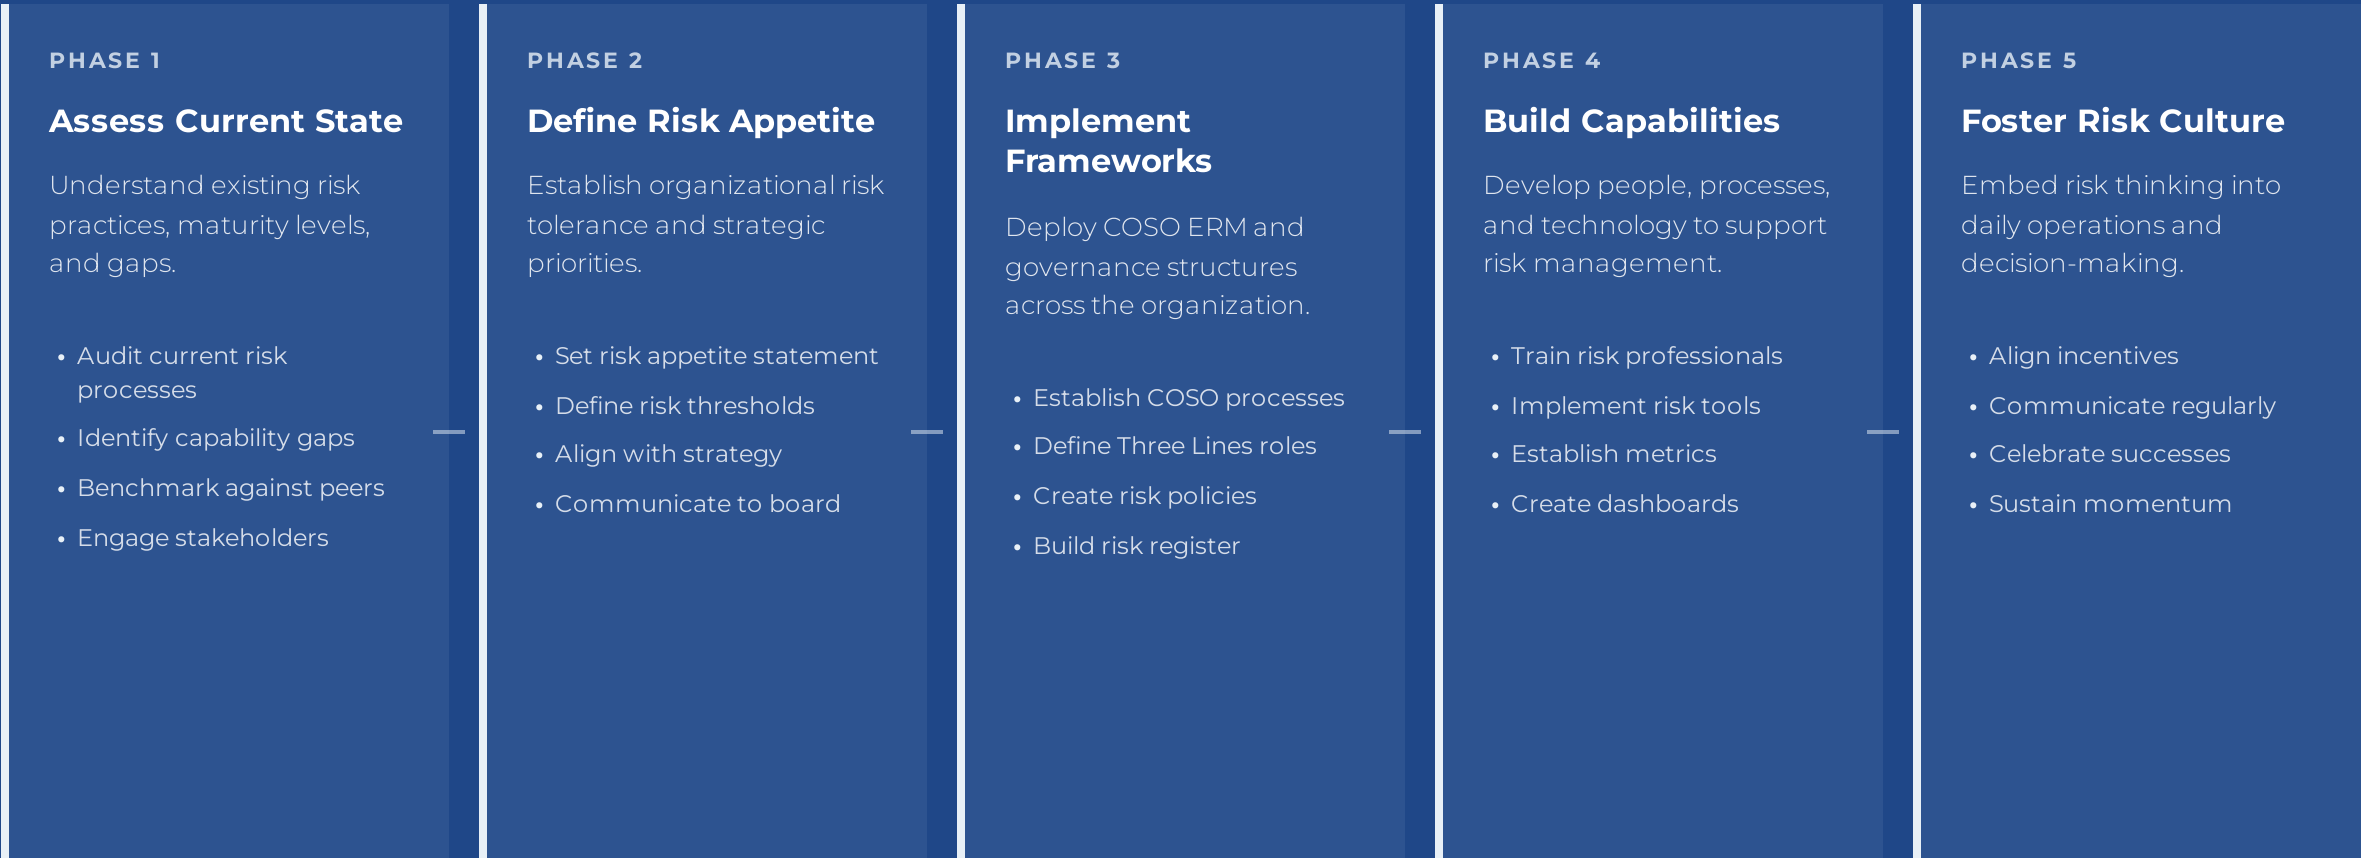 PHASE 1
Assess Current State
Understand existing risk
practices, maturity levels,
and gaps.
• Audit current risk
processes
• Identify capability gaps
• Benchmark against peers
• Engage stakeholders
PHASE 2
Define Risk Appetite
Establish organizational risk
tolerance and strategic
priorities.
• Set risk appetite statement
• Define risk thresholds
• Align with strategy
• Communicate to board
PHASE 3
Implement
Frameworks
Deploy COSO ERM and
governance structures
across the organization.
• Establish COSO processes
• Define Three Lines roles
• Create risk policies
• Build risk register
PHASE 4
Build Capabilities
Develop people, processes,
and technology to support
risk management.
• Train risk professionals
• Implement risk tools
• Establish metrics
• Create dashboards
PHASE 5
Foster Risk Culture
Embed risk thinking into
daily operations and
decision-making.
• Align incentives
• Communicate regularly
• Celebrate successes
• Sustain momentum